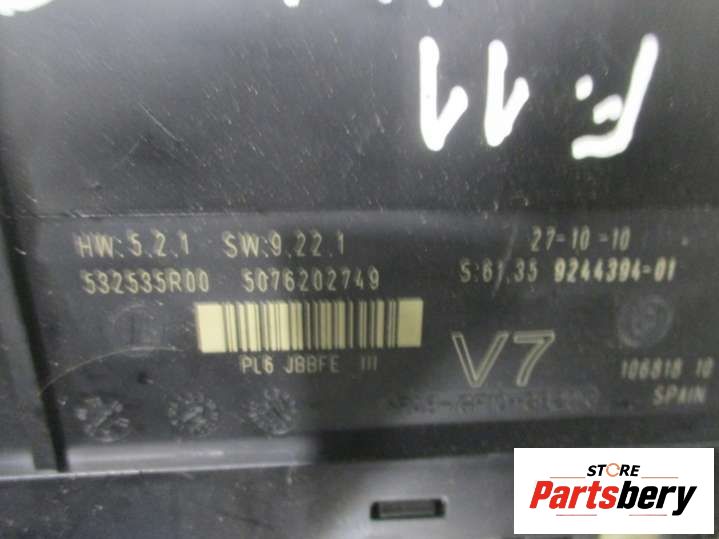 F.11
HW:5.2.1 SW:9.22.1 27-10-10
532535R00 5076202749 S:61.35 9244394-01
PL6 JBBFE III
V7
106818 10
SPAIN
STORE
Partsbery